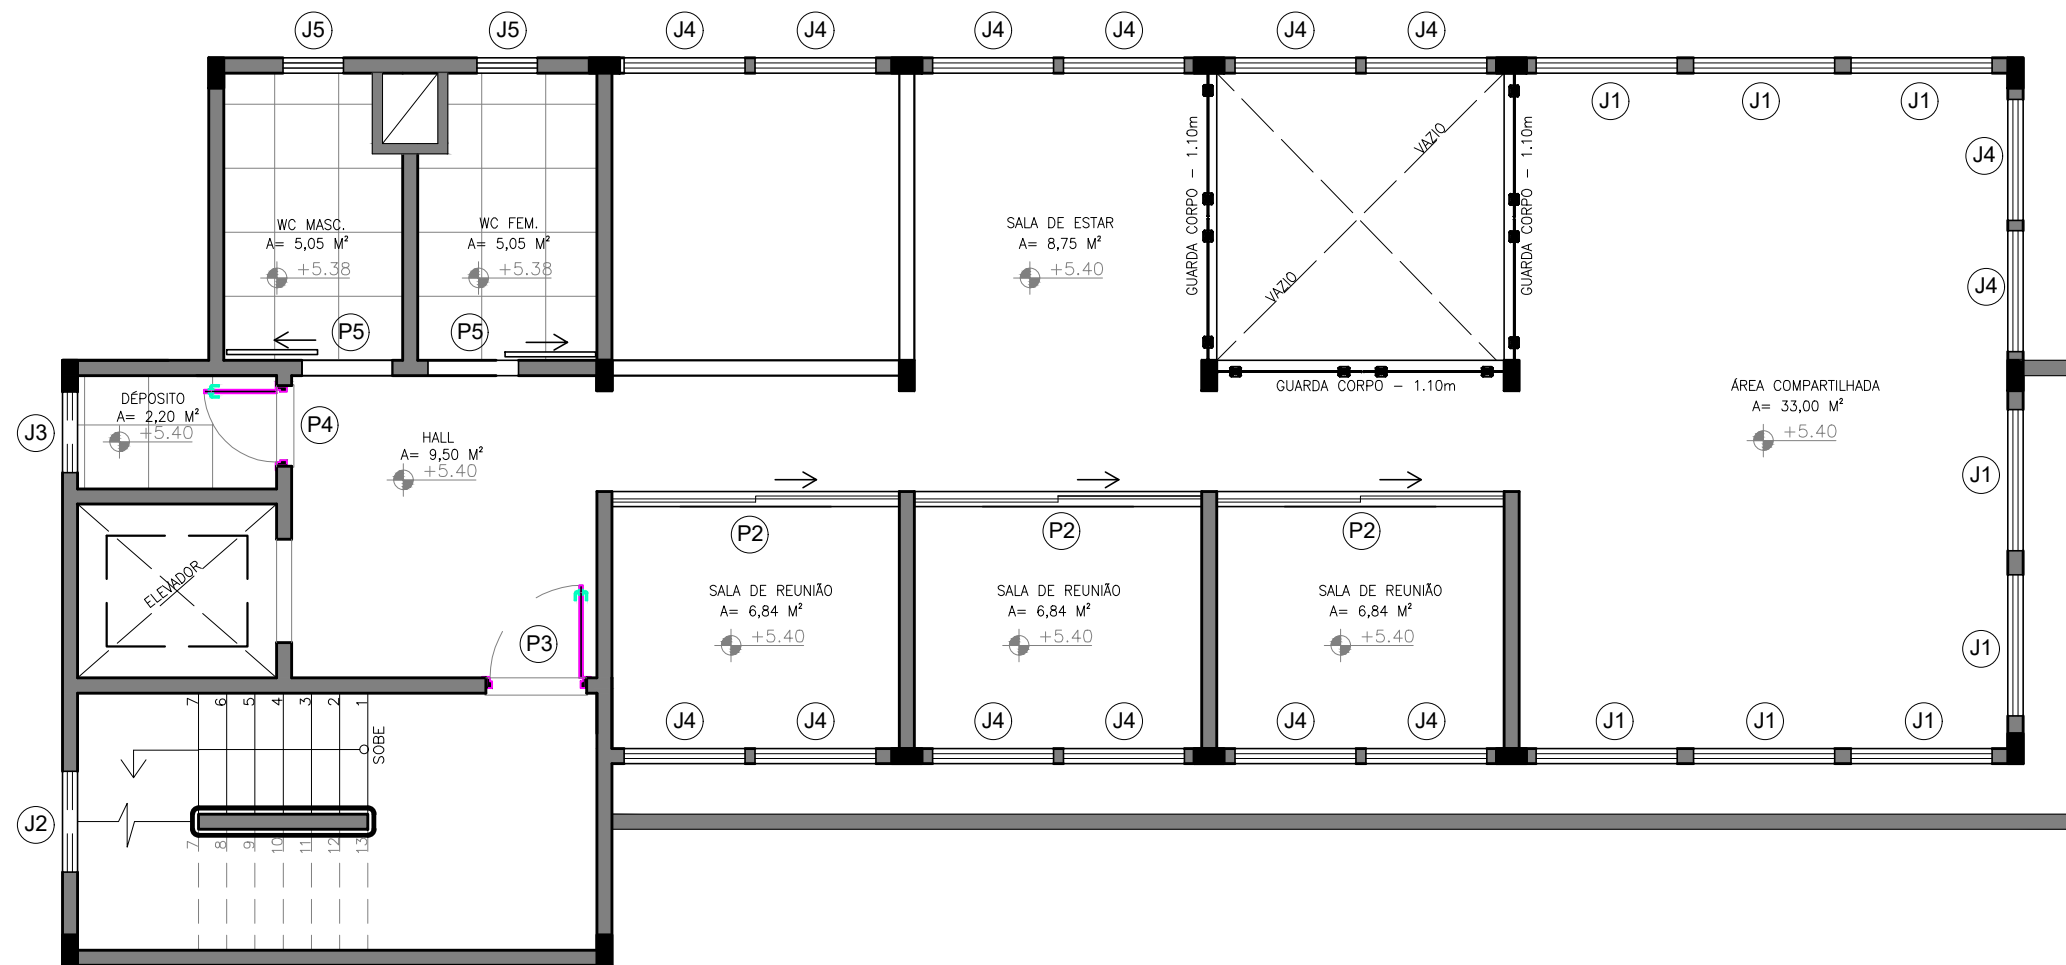 J5
J5
J4
J4
J4
J4
J4
J4
J1
J1
J1
J4
J4
WC MASC.
A= 5,05 M²
+5.38
WC FEM.
A= 5,05 M²
+5.38
SALA DE ESTAR
A= 8,75 M²
+5.40
GUARDA CORPO - 1.10m
VAZIO
VAZIO
GUARDA CORPO - 1.10m
GUARDA CORPO - 1.10m
P5
P5
DÉPOSITO
A= 2,20 M²
+5.40
J3
P4
HALL
A= 9,50 M²
+5.40
ÁREA COMPARTILHADA
A= 33,00 M²
+5.40
J1
J1
P2
P2
P2
ELEVADOR
SALA DE REUNIÃO
A= 6,84 M²
+5.40
SALA DE REUNIÃO
A= 6,84 M²
+5.40
SALA DE REUNIÃO
A= 6,84 M²
+5.40
P3
J4
J4
J4
J4
J4
J4
J1
J1
J1
7 6 5 4 3 2 1
SOBE
J2
7 8 9 10 11 12 13